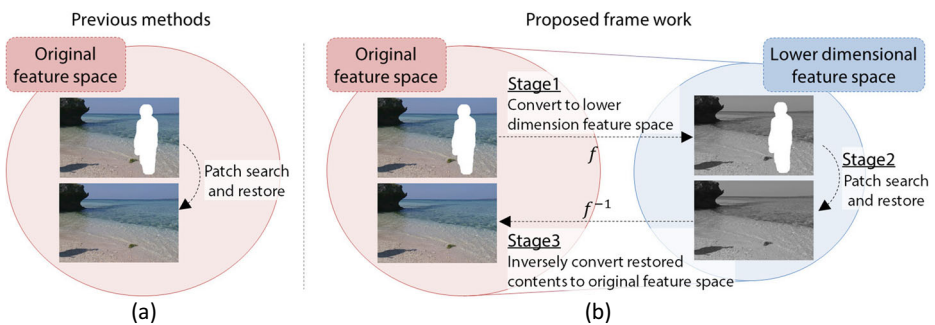 Previous methods
Original
feature space
Patch search
and restore
(a)
Proposed frame work
Original
feature space
Lower dimensional
feature space
Stage1
Convert to lower
dimension feature space
f
Stage2
Patch search
and restore
f⁻¹
Stage3
Inversely convert restored
contents to original feature space
(b)